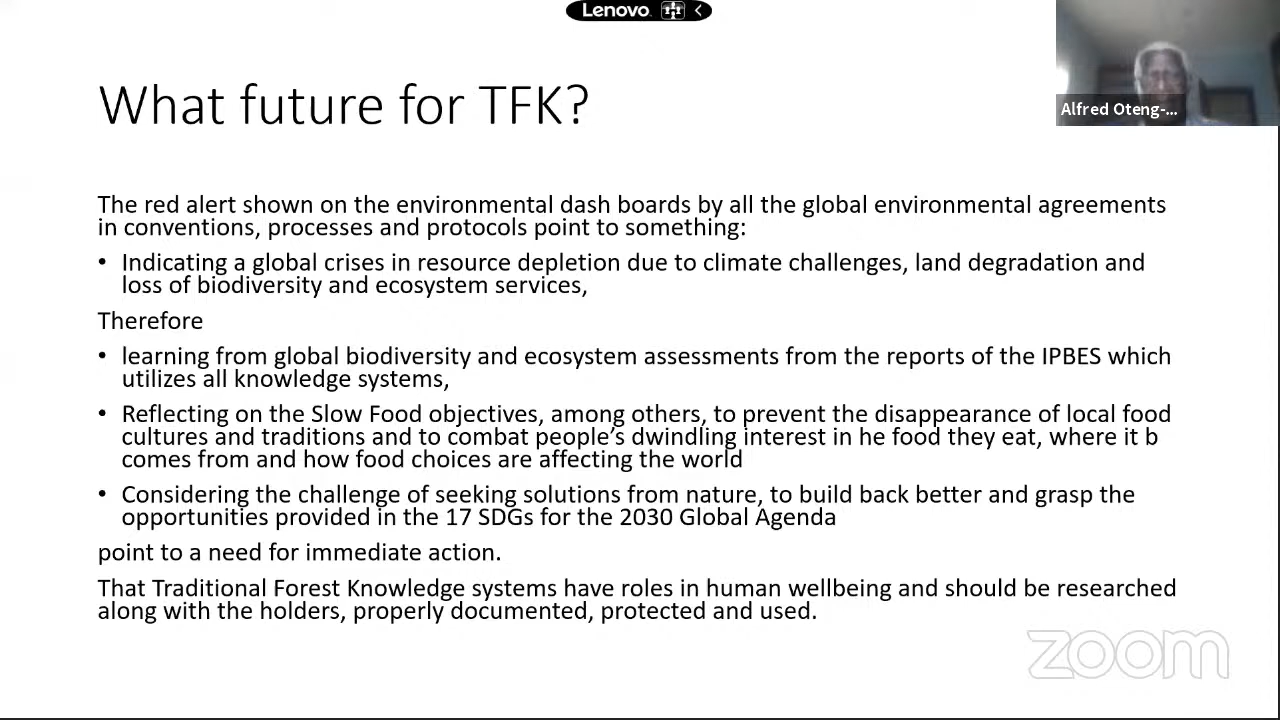 Lenovo
What future for TFK?
Alfred Oteng-...
The red alert shown on the environmental dash boards by all the global environmental agreements
in conventions, processes and protocols point to something:
• Indicating a global crises in resource depletion due to climate challenges, land degradation and
loss of biodiversity and ecosystem services,
Therefore
• learning from global biodiversity and ecosystem assessments from the reports of the IPBES which
utilizes all knowledge systems,
• Reflecting on the Slow Food objectives, among others, to prevent the disappearance of local food
cultures and traditions and to combat people’s dwindling interest in he food they eat, where it b
comes from and how food choices are affecting the world
• Considering the challenge of seeking solutions from nature, to build back better and grasp the
opportunities provided in the 17 SDGs for the 2030 Global Agenda
point to a need for immediate action.
That Traditional Forest Knowledge systems have roles in human wellbeing and should be researched
along with the holders, properly documented, protected and used.
zoom